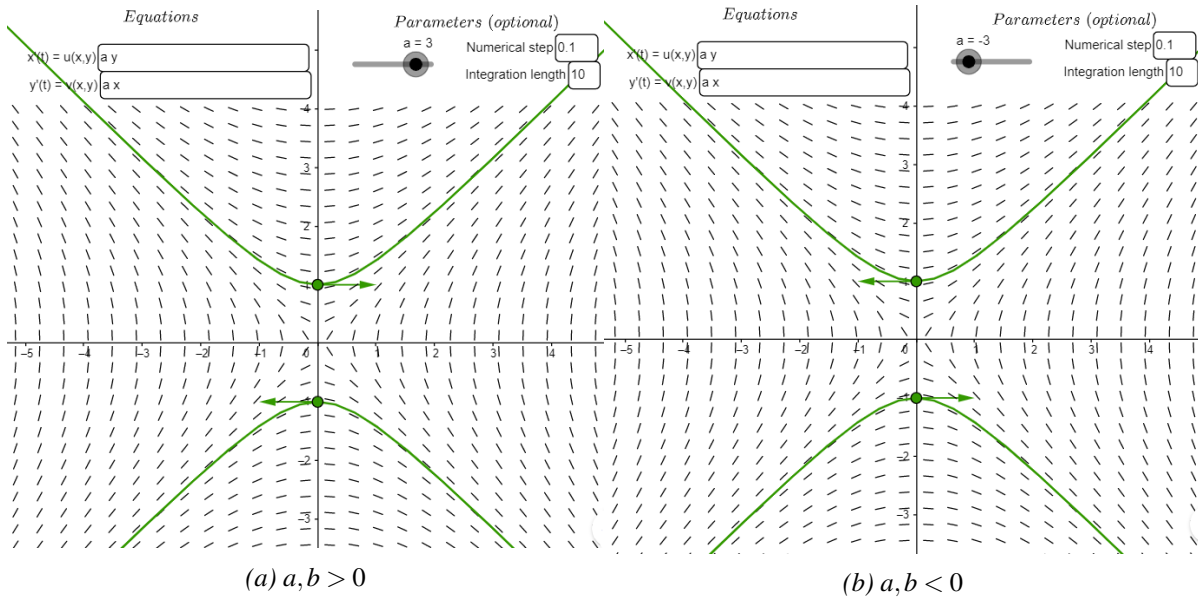 Equations
Parameters (optional)
x'(t) = u(x,y) a y
y'(t) = v(x,y) a x
a = 3
Numerical step 0.1
Integration length 10
4
3
2
1
-5 -4 -3 -2 -1 0 1 2 3 4
-2
-3
(a) a, b > 0
Equations
Parameters (optional)
x'(t) = u(x,y) a y
y'(t) = v(x,y) a x
a = -3
Numerical step 0.1
Integration length 10
4
3
2
1
-5 -4 -3 -2 -1 0 1 2 3 4
-1
-2
-3
(b) a, b < 0